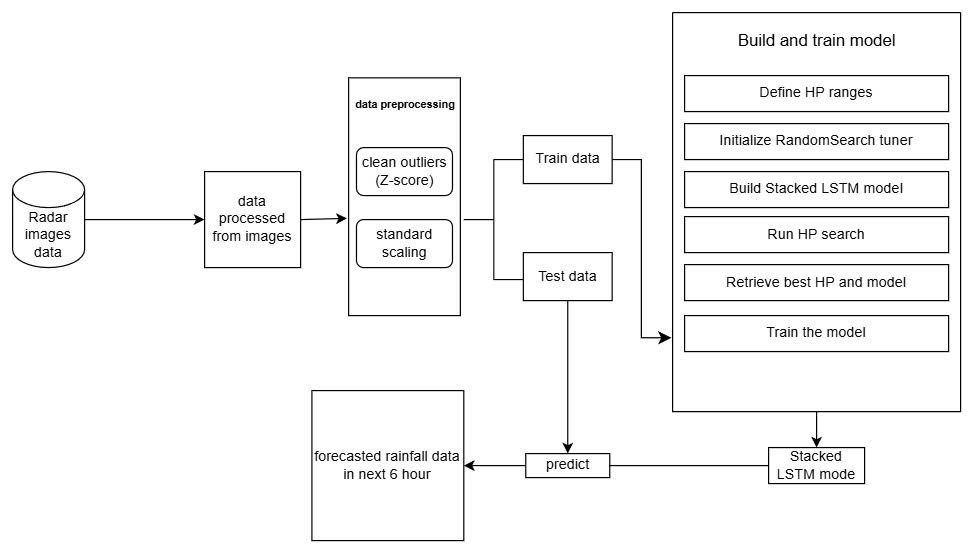 Radar
images
data
data
processed
from images
data preprocessing
clean outliers
(Z-score)
standard
scaling
Train data
Test data
Build and train model
Define HP ranges
Initialize RandomSearch tuner
Build Stacked LSTM model
Run HP search
Retrieve best HP and model
Train the model
Stacked
LSTM mode
predict
forecasted rainfall data
in next 6 hour